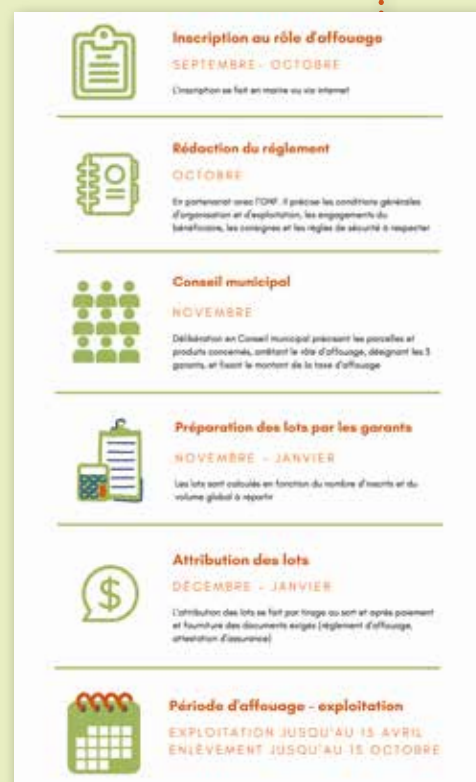 Inscription au rôle d'affouage
SEPTEMBRE- OCTOBRE
L'inscription se fait en mairie ou via internet
Rédaction du réglement
OCTOBRE
En partenariat avec l'ONF. Il précise les conditions générales
d'organisation et d'exploitation, les engagements du
bénéficiaire, les consignes et les règles de sécurité à respecter
Conseil municipal
NOVEMBRE
Délibération en Conseil municipal précisant les parcelles et
produits concernés, arrêtant le rôle d'affouage, désignant les 3
garants, et fixant le montant de la taxe d'affouage
Préparation des lots par les garants
NOVEMBRE - JANVIER
Les lots sont calculés en fonction du nombre d'inscrits et du
volume global à répartir
Attribution des lots
DÉCEMBRE - JANVIER
L'attribution des lots se fait par tirage au sort et après paiement
et fourniture des documents exigés (réglement d'affouage,
attestation d'assurance)
$
Période d'affouage - exploitation
EXPLOITATION JUSQU'AU 15 AVRIL
ENLÈVEMENT JUSQU'AU 15 OCTOBRE